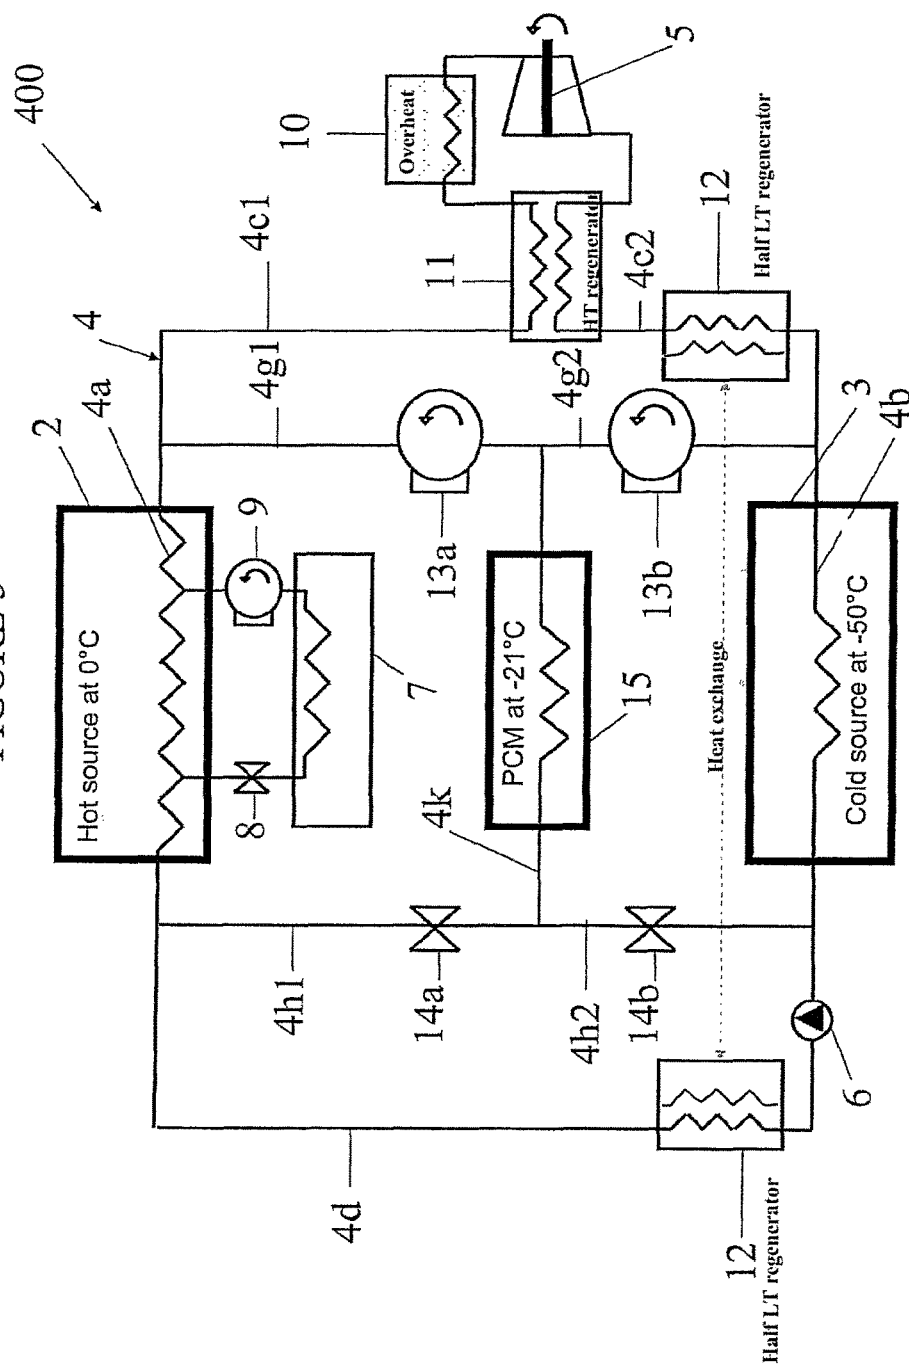 400
4
4c1
10
Overheat
5
11
HT regenerator
4c2
12
Half LT regenerator
4g1
4a
2
Hot source at 0°C
9
13a
4g2
13b
3
4b
8
7
PCM at -21°C
15
Heat exchange
Cold source at -50°C
4k
4h1
14a
4h2
14b
6
4d
12
Half LT regenerator